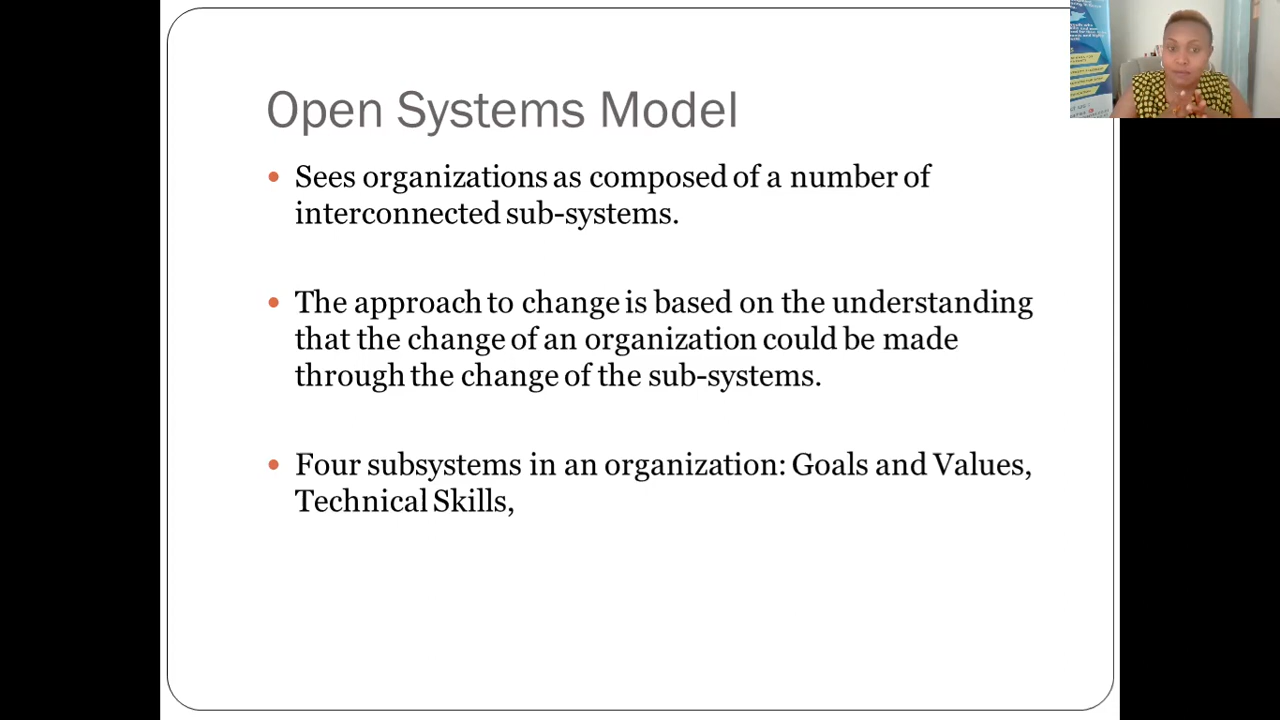 Open Systems Model
• Sees organizations as composed of a number of
interconnected sub-systems.
• The approach to change is based on the understanding
that the change of an organization could be made
through the change of the sub-systems.
• Four subsystems in an organization: Goals and Values,
Technical Skills,